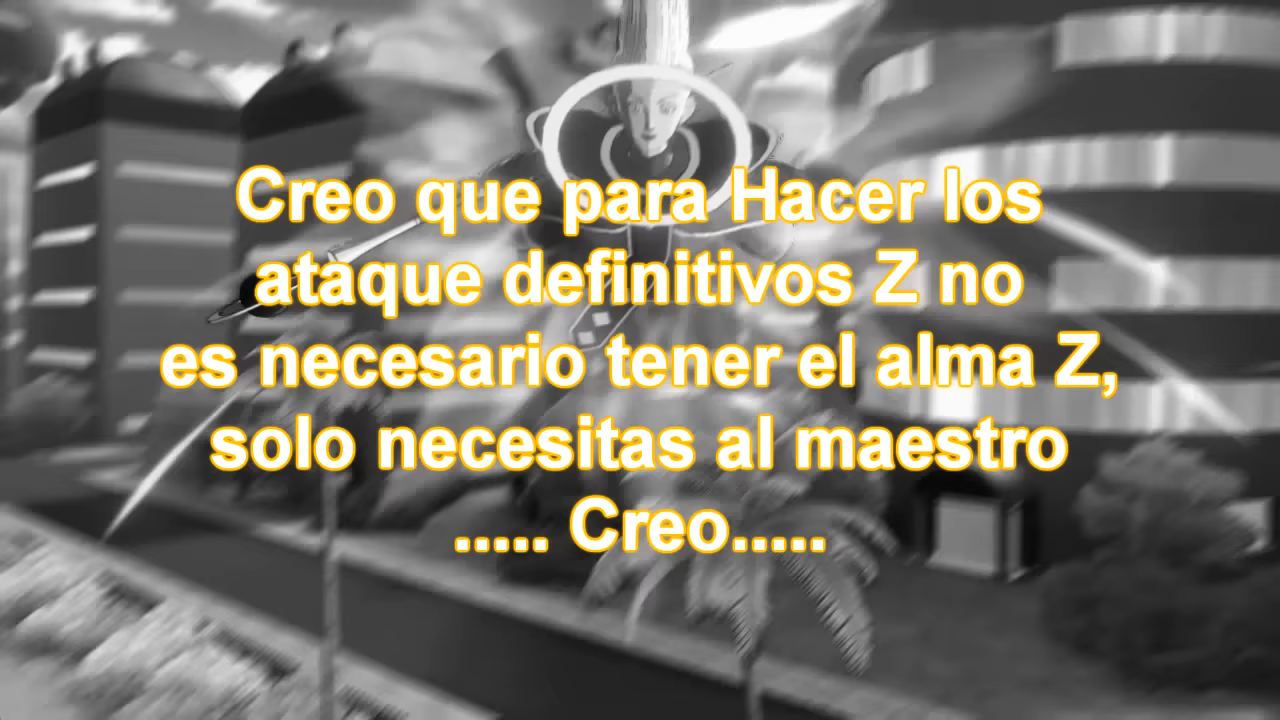 Creo que para Hacer los
ataque definitivos Z no
es necesario tener el alma Z,
solo necesitas al maestro
..... Creo.....